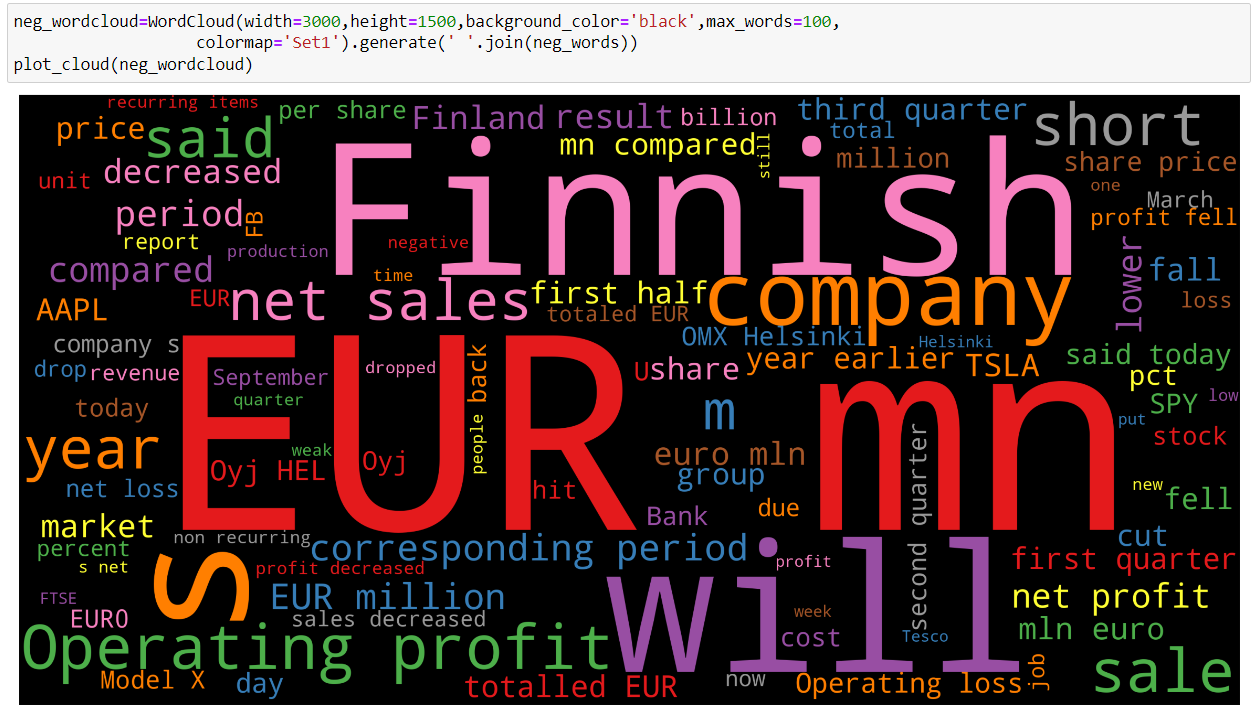 neg_wordcloud=WordCloud(width=3000,height=1500,background_color='black',max_words=100,
colormap='Set1').generate(' '.join(neg_words))
plot_cloud(neg_wordcloud)
recurring items
per share
Finland
result
billion
third quarter
total
short
price
said
mn compared
still
million
share price
unit
decreased
Finnish
one
March
period
FB
profit fell
report
production
negative
lower
compared
time
fall
AAPL
EUR
net sales
first half
company
loss
totaled EUR
OMX Helsinki
Helsinki
company s
year earlier
TSLA
said today
drop
revenue
September
dropped
back
U
share
pct
today
quarter
EUR mn
m
SPY
low
put
year
weak
people
stock
Oyj HEL
Oyj
euro mln
group
second quarter
net loss
hit
new
fell
market
Bank
due
non recurring
corresponding period
cut
percent
s net
s
profit decreased
profit
will
first quarter
FTSE
EUR million
net profit
EURO
sales decreased
week
Operating profit
cost
Tesco
mln euro
sale
Model X
day
totalled EUR
now
Operating loss
job